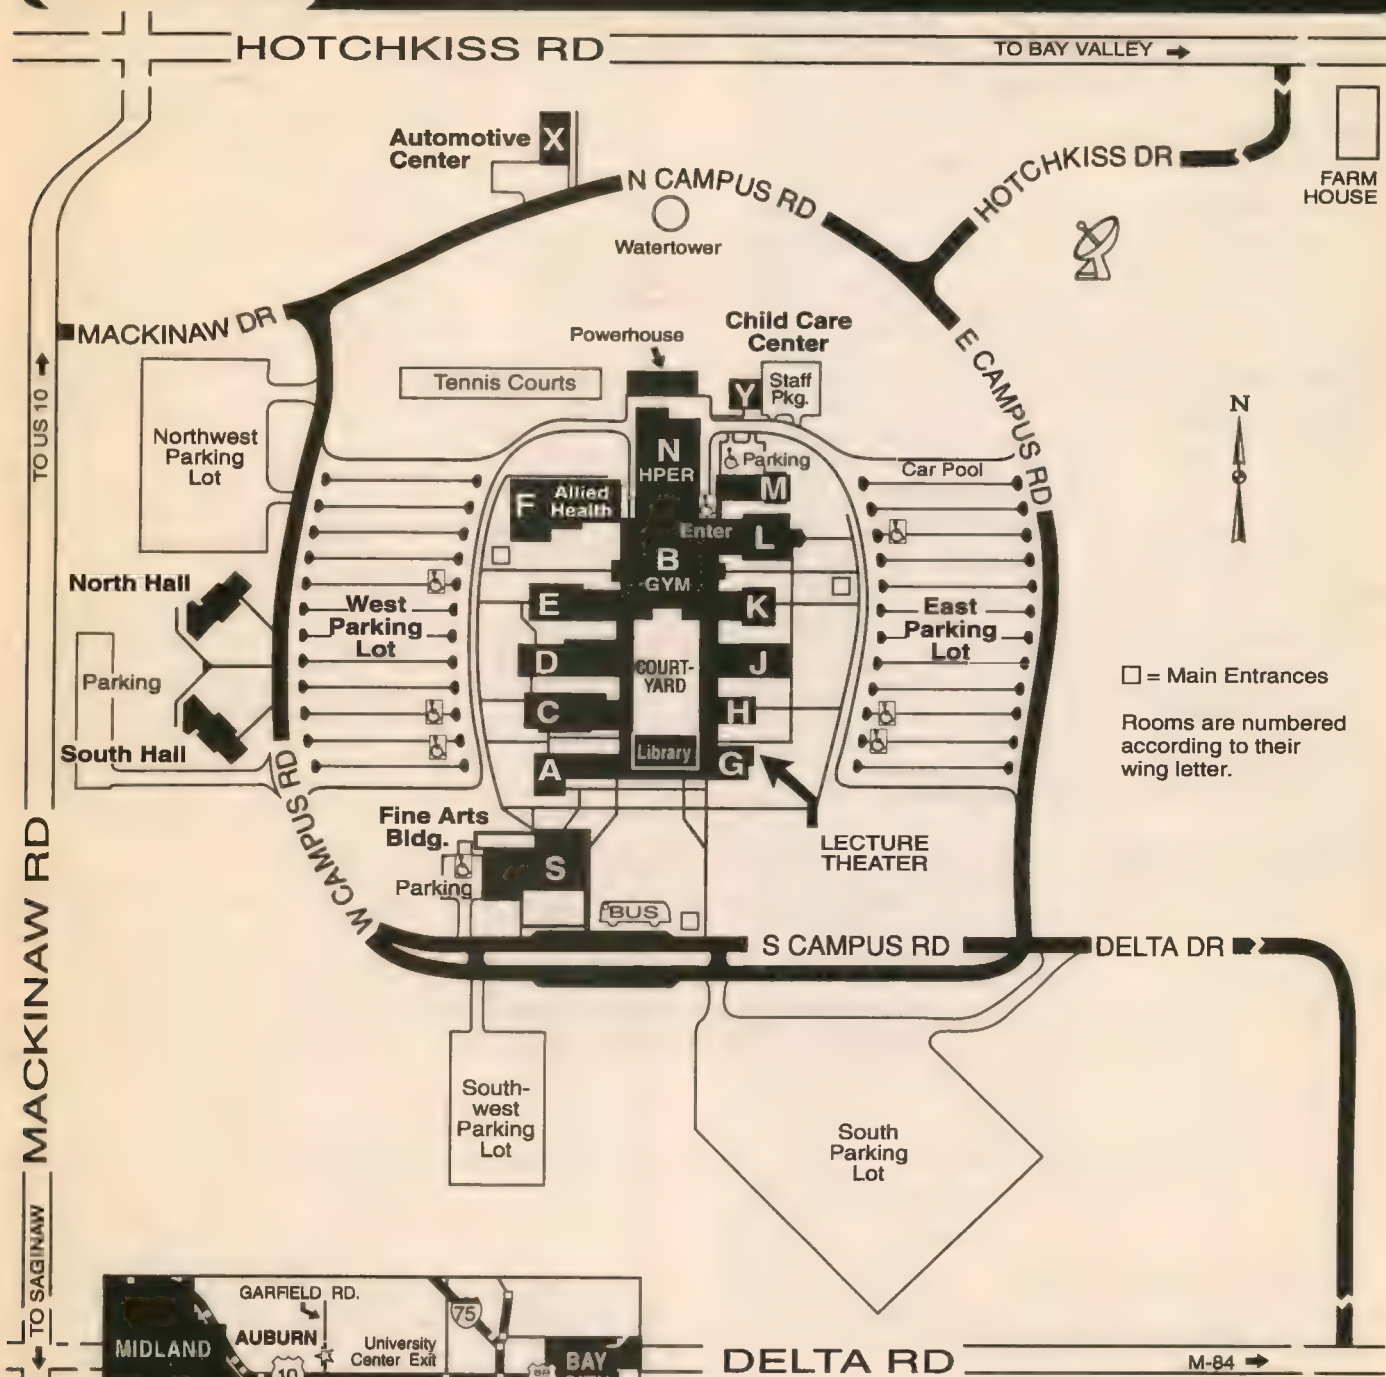 HOTCHKISS RD
TO BAY VALLEY
Automotive
Center
X
N CAMPUS RD
HOTCHKISS DR
FARM
HOUSE
Watertower
MACKINAW DR
TO US 10
Powerhouse
Child Care
Center
E CAMPUS RD
Tennis Courts
Y
Staff
Pkg.
N
Northwest
Parking
Lot
N
HPER
Parking
Car Pool
F
Allied
Health
M
Enter
L
B
GYM
North Hall
West
Parking
Lot
E
K
East
Parking
Lot
Parking
D
COURT-
YARD
J
= Main Entrances
Rooms are numbered
according to their
wing letter.
C
H
South Hall
Library
A
G
W CAMPUS RD
Fine Arts
Bldg.
S
Parking
LECTURE
THEATER
BUS
S CAMPUS RD
DELTA DR
MACKINAW RD
South-
west
Parking
Lot
South
Parking
Lot
TO SAGINAW
GARFIELD RD.
75
MIDLAND
AUBURN
University
Center Exit
10
BAY
DELTA RD
M-84